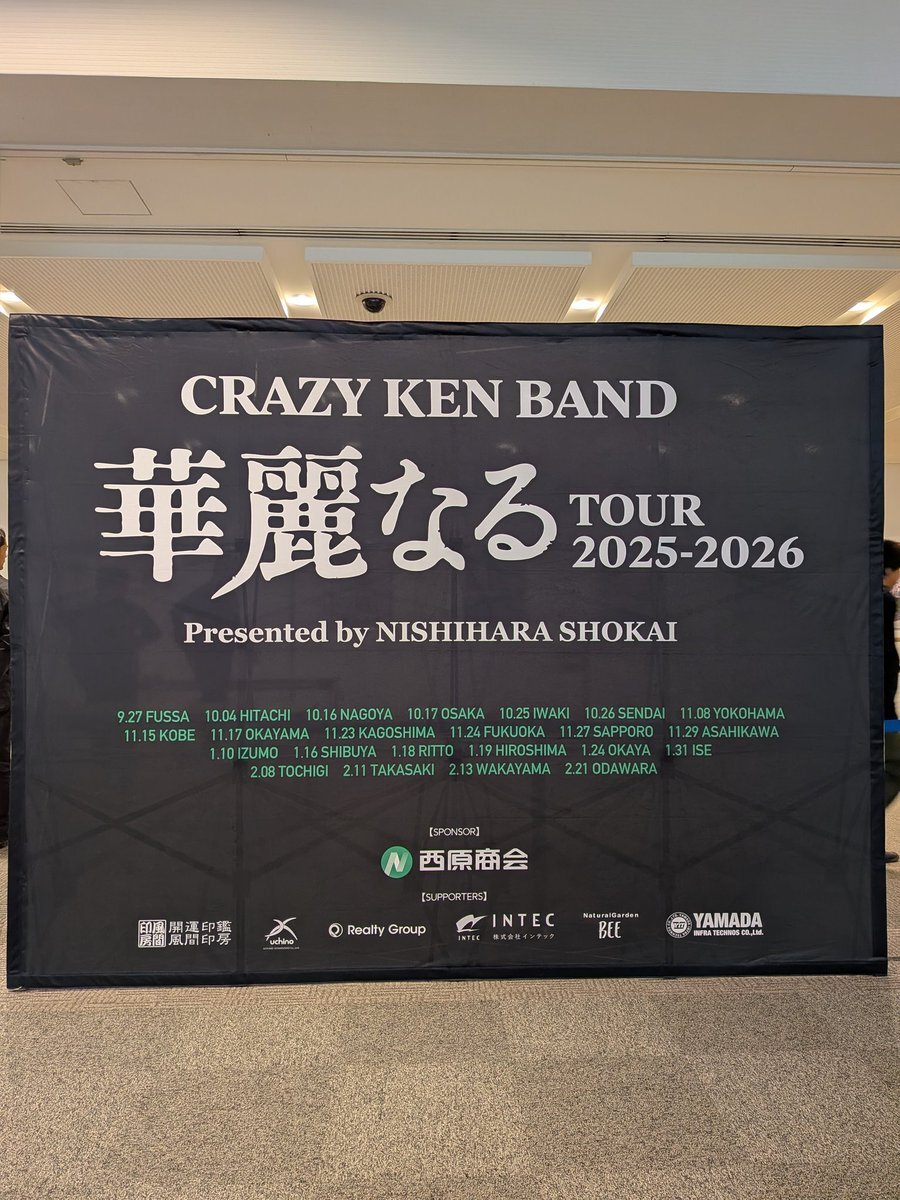 CRAZY KEN BAND
華麗なる TOUR 2025-2026
Presented by NISHIHARA SHOKAI
9.27 FUSSA 10.04 HITACHI 10.16 NAGOYA 10.17 OSAKA 10.25 IWAKI 10.26 SENDAI 11.08 YOKOHAMA
11.15 KOBE 11.17 OKAYAMA 11.23 KAGOSHIMA 11.24 FUKUOKA 11.27 SAPPORO 11.29 ASAHIKAWA
1.10 IZUMO 1.16 SHIBUYA 1.18 RITTO 1.19 HIROSHIMA 1.24 OKAYA 1.31 ISE
2.08 TOCHIGI 2.11 TAKASAKI 2.13 WAKAYAMA 2.21 ODAWARA
【SPONSOR】
N 西原商会
【SUPPORTERS】
開運印鑑
風間印房
uchino
Realty Group
INTEC
INTEC
株式会社インテック
NaturalGarden
BEE
YAMADA
INFRA TECHNOS CO.,Ltd.